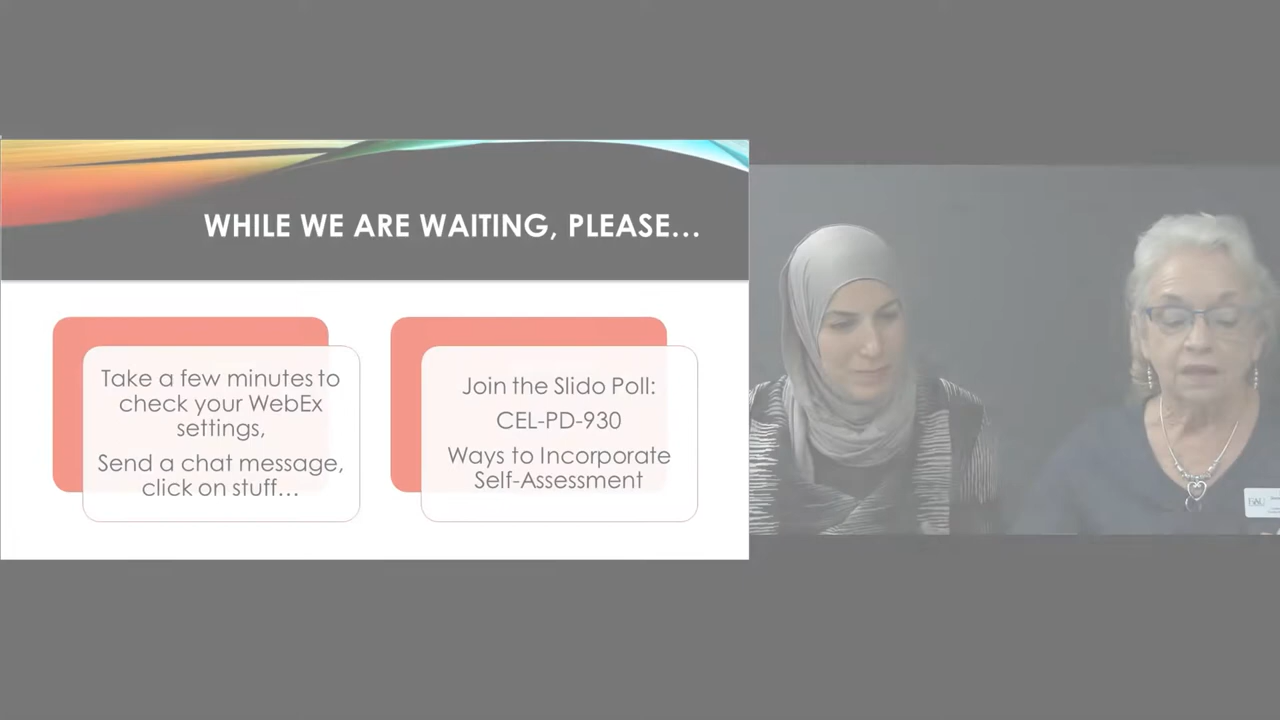 WHILE WE ARE WAITING, PLEASE...
Take a few minutes to
check your WebEx
settings,
Send a chat message,
click on stuff...
Join the Slido Poll:
CEL-PD-930
Ways to Incorporate
Self-Assessment